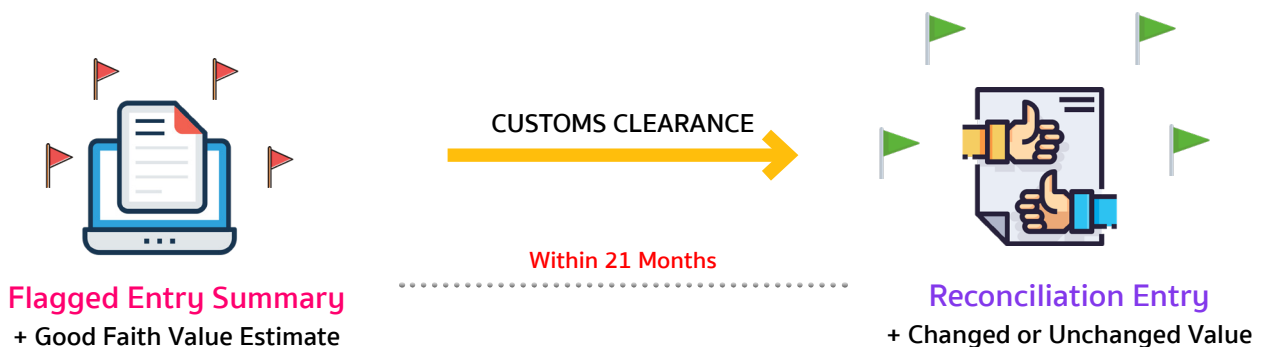 CUSTOMS CLEARANCE
Within 21 Months
Flagged Entry Summary
+ Good Faith Value Estimate
Reconciliation Entry
+ Changed or Unchanged Value